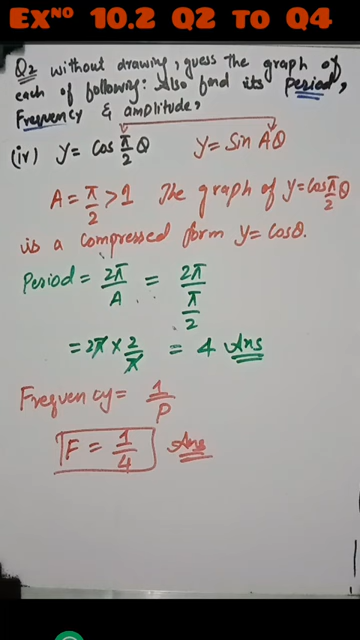 Exᴺᴼ 10.2 Q2 TO Q4
Q2 without drawing, guess the graph of
each of following: Also find its period,
Frequency & amplitude,
(iv) y = Cos π/2 θ    y = Sin Aθ
A = π/2 > 1 The graph of y = Cos π/2 θ
is a compressed form y = Cosθ.
Period = 2π/A = 2π/(π/2)
= 2π × 2/π = 4 Ans
Frequency = 1/P
F = 1/4 Ans